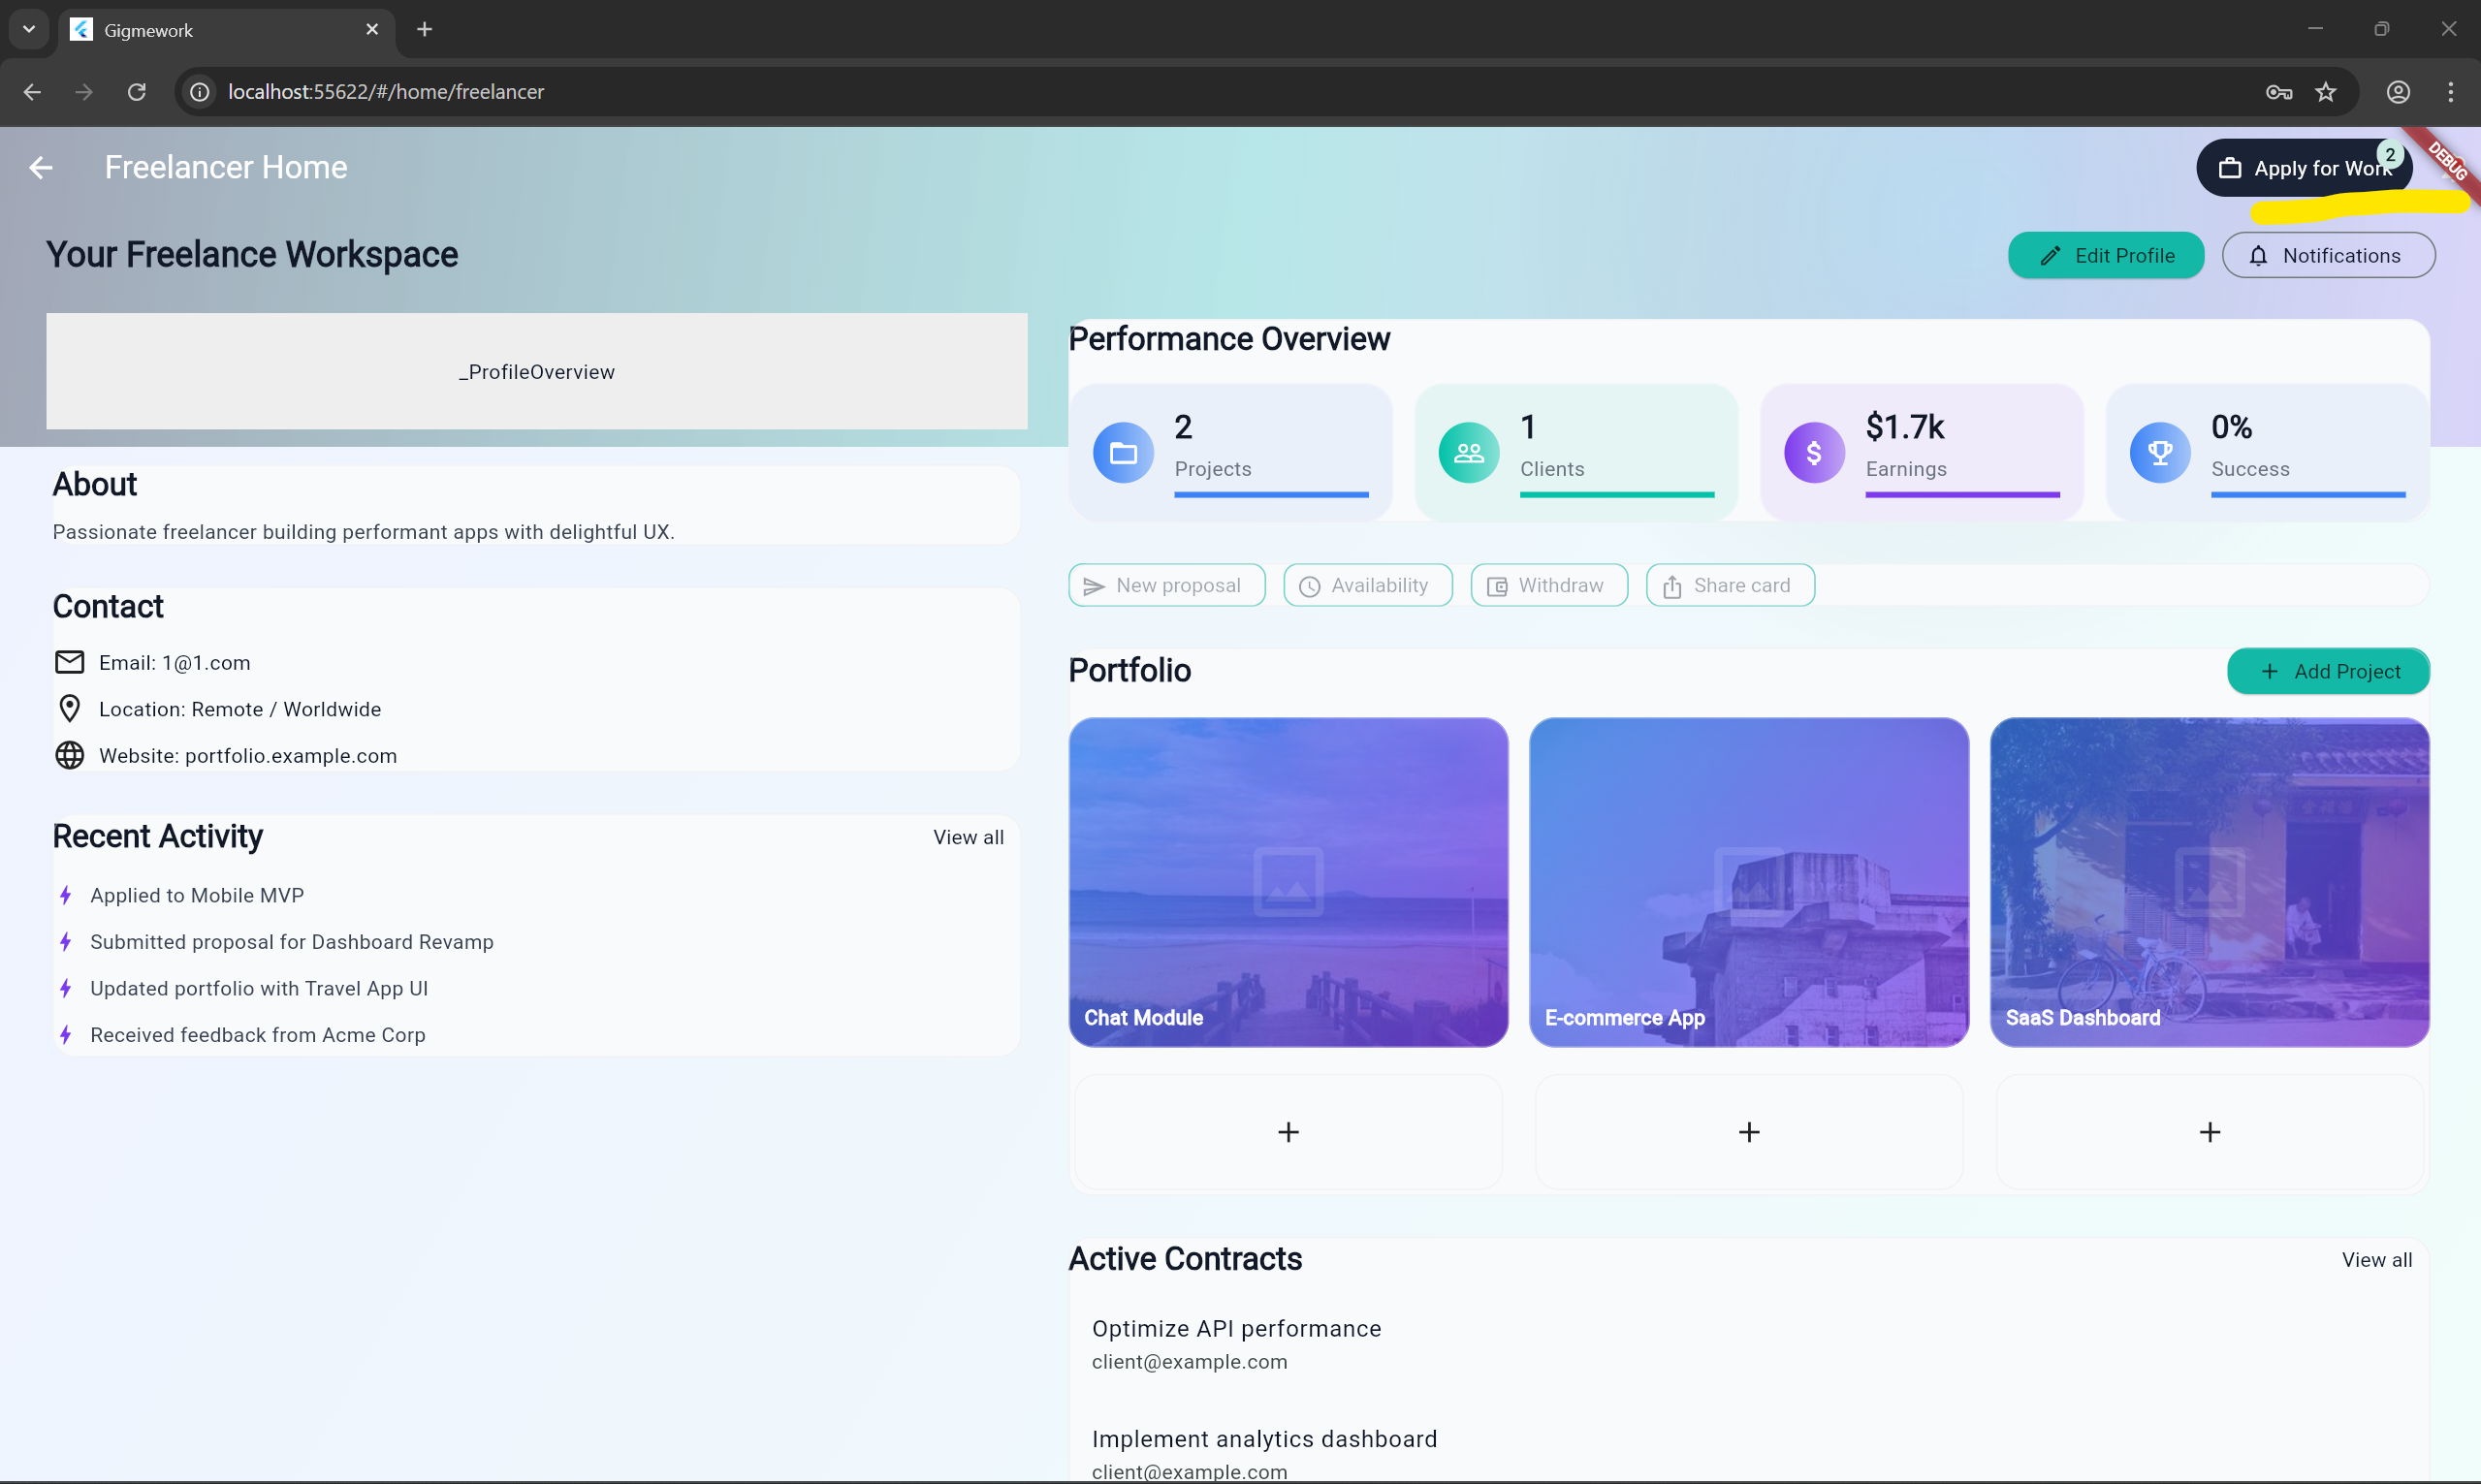 Gigmework
localhost:55622/#/home/freelancer
Freelancer Home
Apply for Work
2
DEBUG
Your Freelance Workspace
Edit Profile
Notifications
_ProfileOverview
About
Passionate freelancer building performant apps with delightful UX.
Contact
Email: 1@1.com
Location: Remote / Worldwide
Website: portfolio.example.com
Recent Activity
View all
Applied to Mobile MVP
Submitted proposal for Dashboard Revamp
Updated portfolio with Travel App UI
Received feedback from Acme Corp
Performance Overview
2
Projects
1
Clients
$1.7k
Earnings
0%
Success
New proposal
Availability
Withdraw
Share card
Portfolio
+ Add Project
Chat Module
E-commerce App
SaaS Dashboard
+
+
+
Active Contracts
View all
Optimize API performance
client@example.com
Implement analytics dashboard
client@example.com